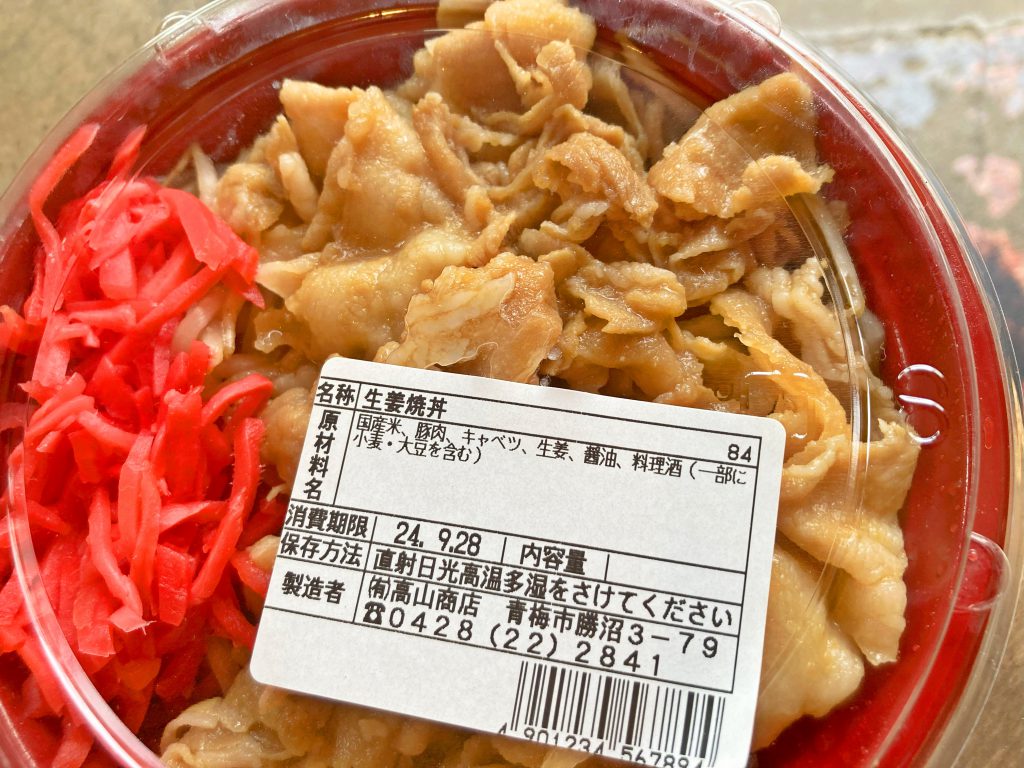 名称 生姜焼丼 84
原材料名 国産米、豚肉、キャベツ、生姜、醤油、料理酒（一部に
小麦・大豆を含む）
消費期限 24. 9.28 内容量
保存方法 直射日光高温多湿をさけてください
製造者 ㈲高山商店 青梅市勝沼3－79
☎0428（22）2841
4 901234 567894